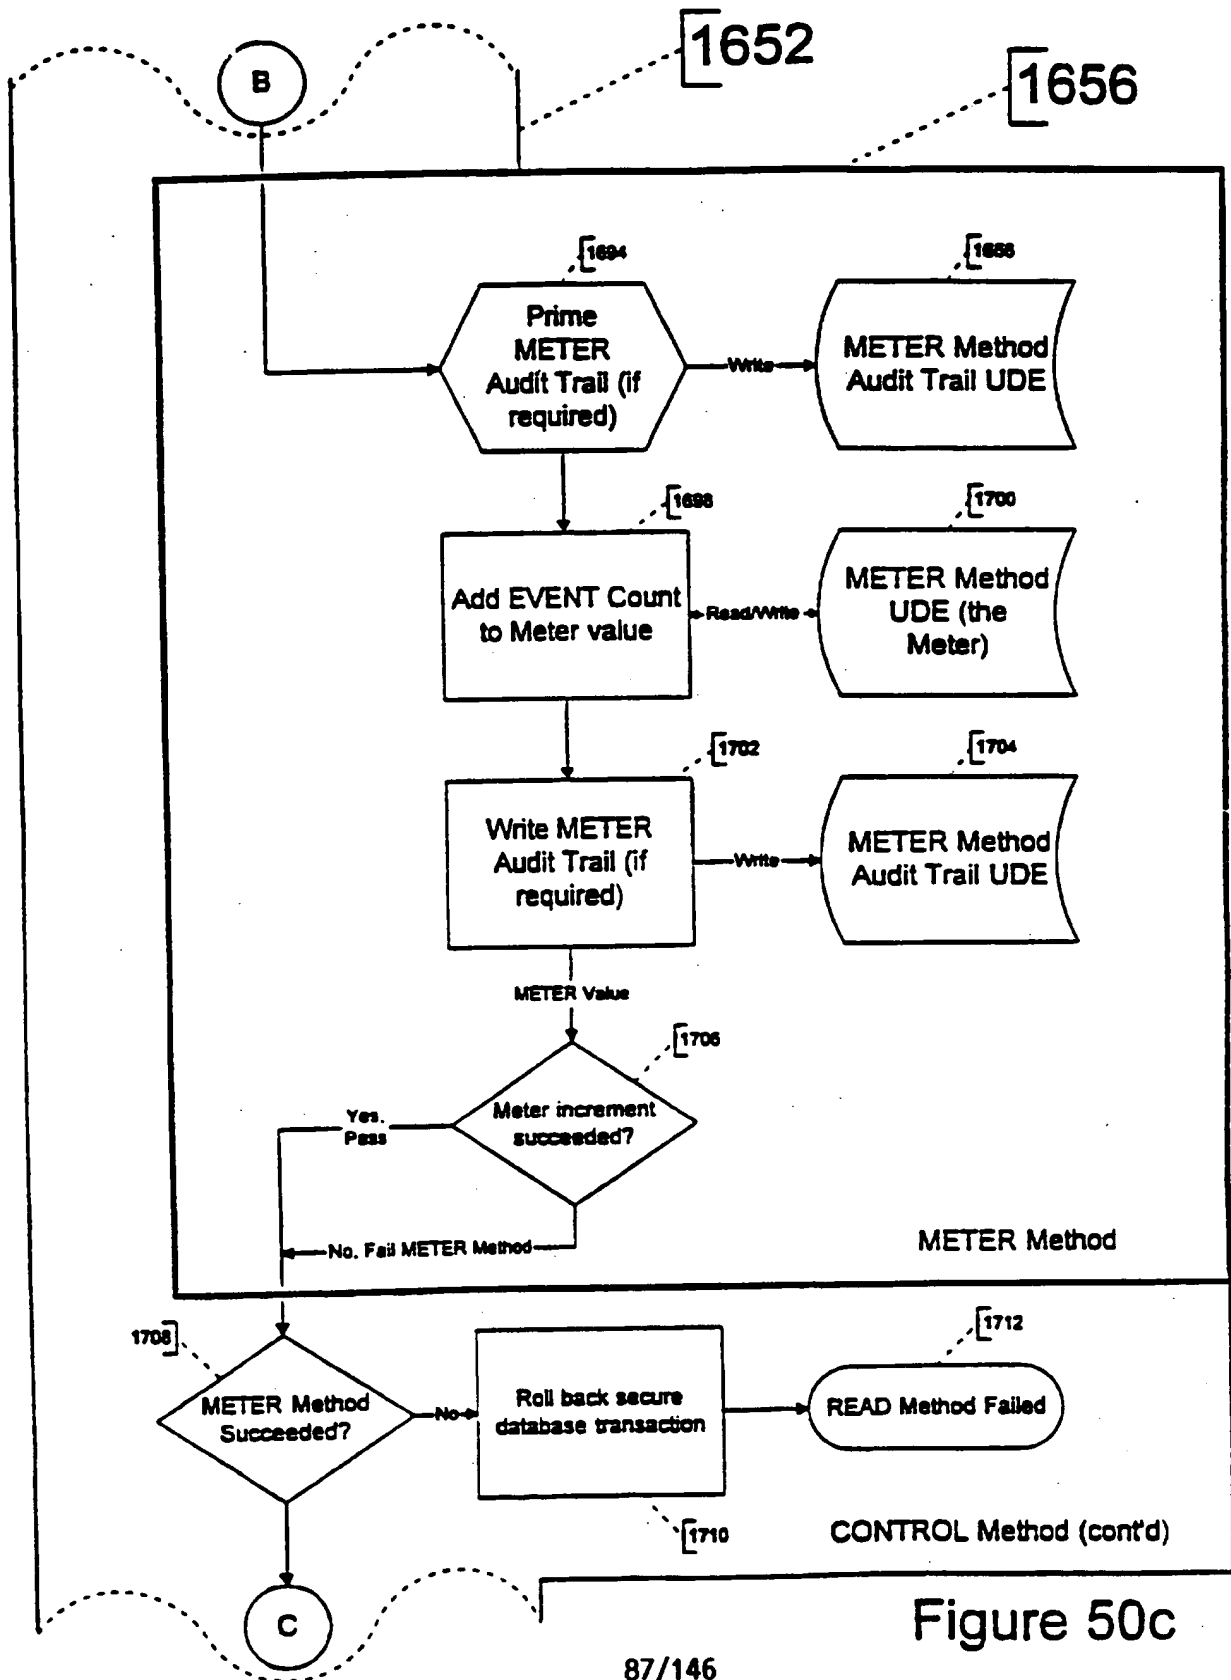 1652
1656
B
1694
Prime
METER
Audit Trail (if
required)
Write
METER Method
Audit Trail UDE
1698
Add EVENT Count
to Meter value
Read/Write
1700
METER Method
UDE (the
Meter)
1702
Write METER
Audit Trail (if
required)
Write
1704
METER Method
Audit Trail UDE
METER Value
1706
Meter increment
succeeded?
Yes.
Pass
No. Fail METER Method
METER Method
1708
METER Method
Succeeded?
No
Roll back secure
database transaction
1710
1712
READ Method Failed
CONTROL Method (cont'd)
C
Figure 50c
87/146